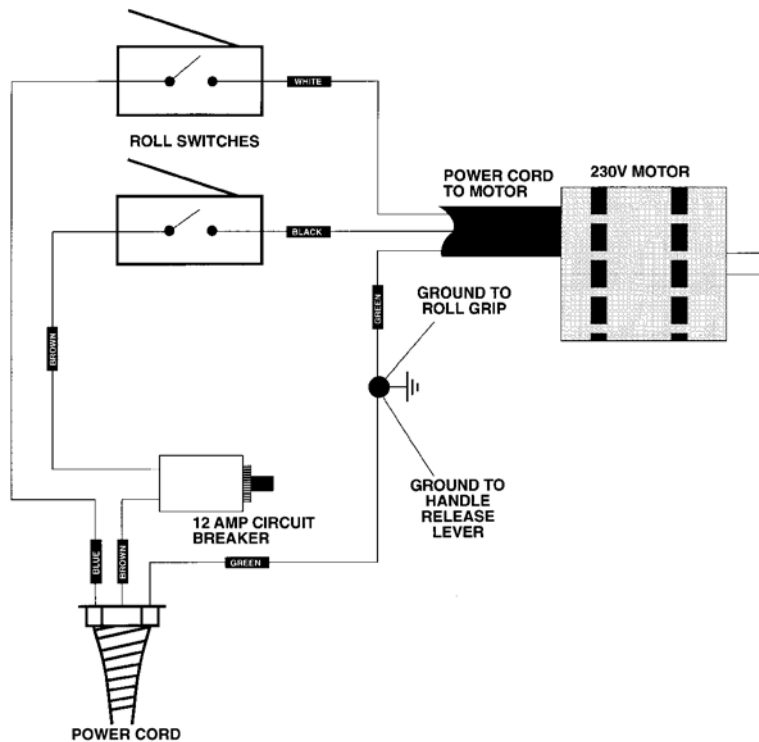 WHITE
ROLL SWITCHES
POWER CORD
TO MOTOR
230V MOTOR
BLACK
GREEN
GROUND TO
ROLL GRIP
BROWN
GROUND TO
HANDLE
RELEASE
LEVER
12 AMP CIRCUIT
BREAKER
BLUE
BROWN
GREEN
POWER CORD